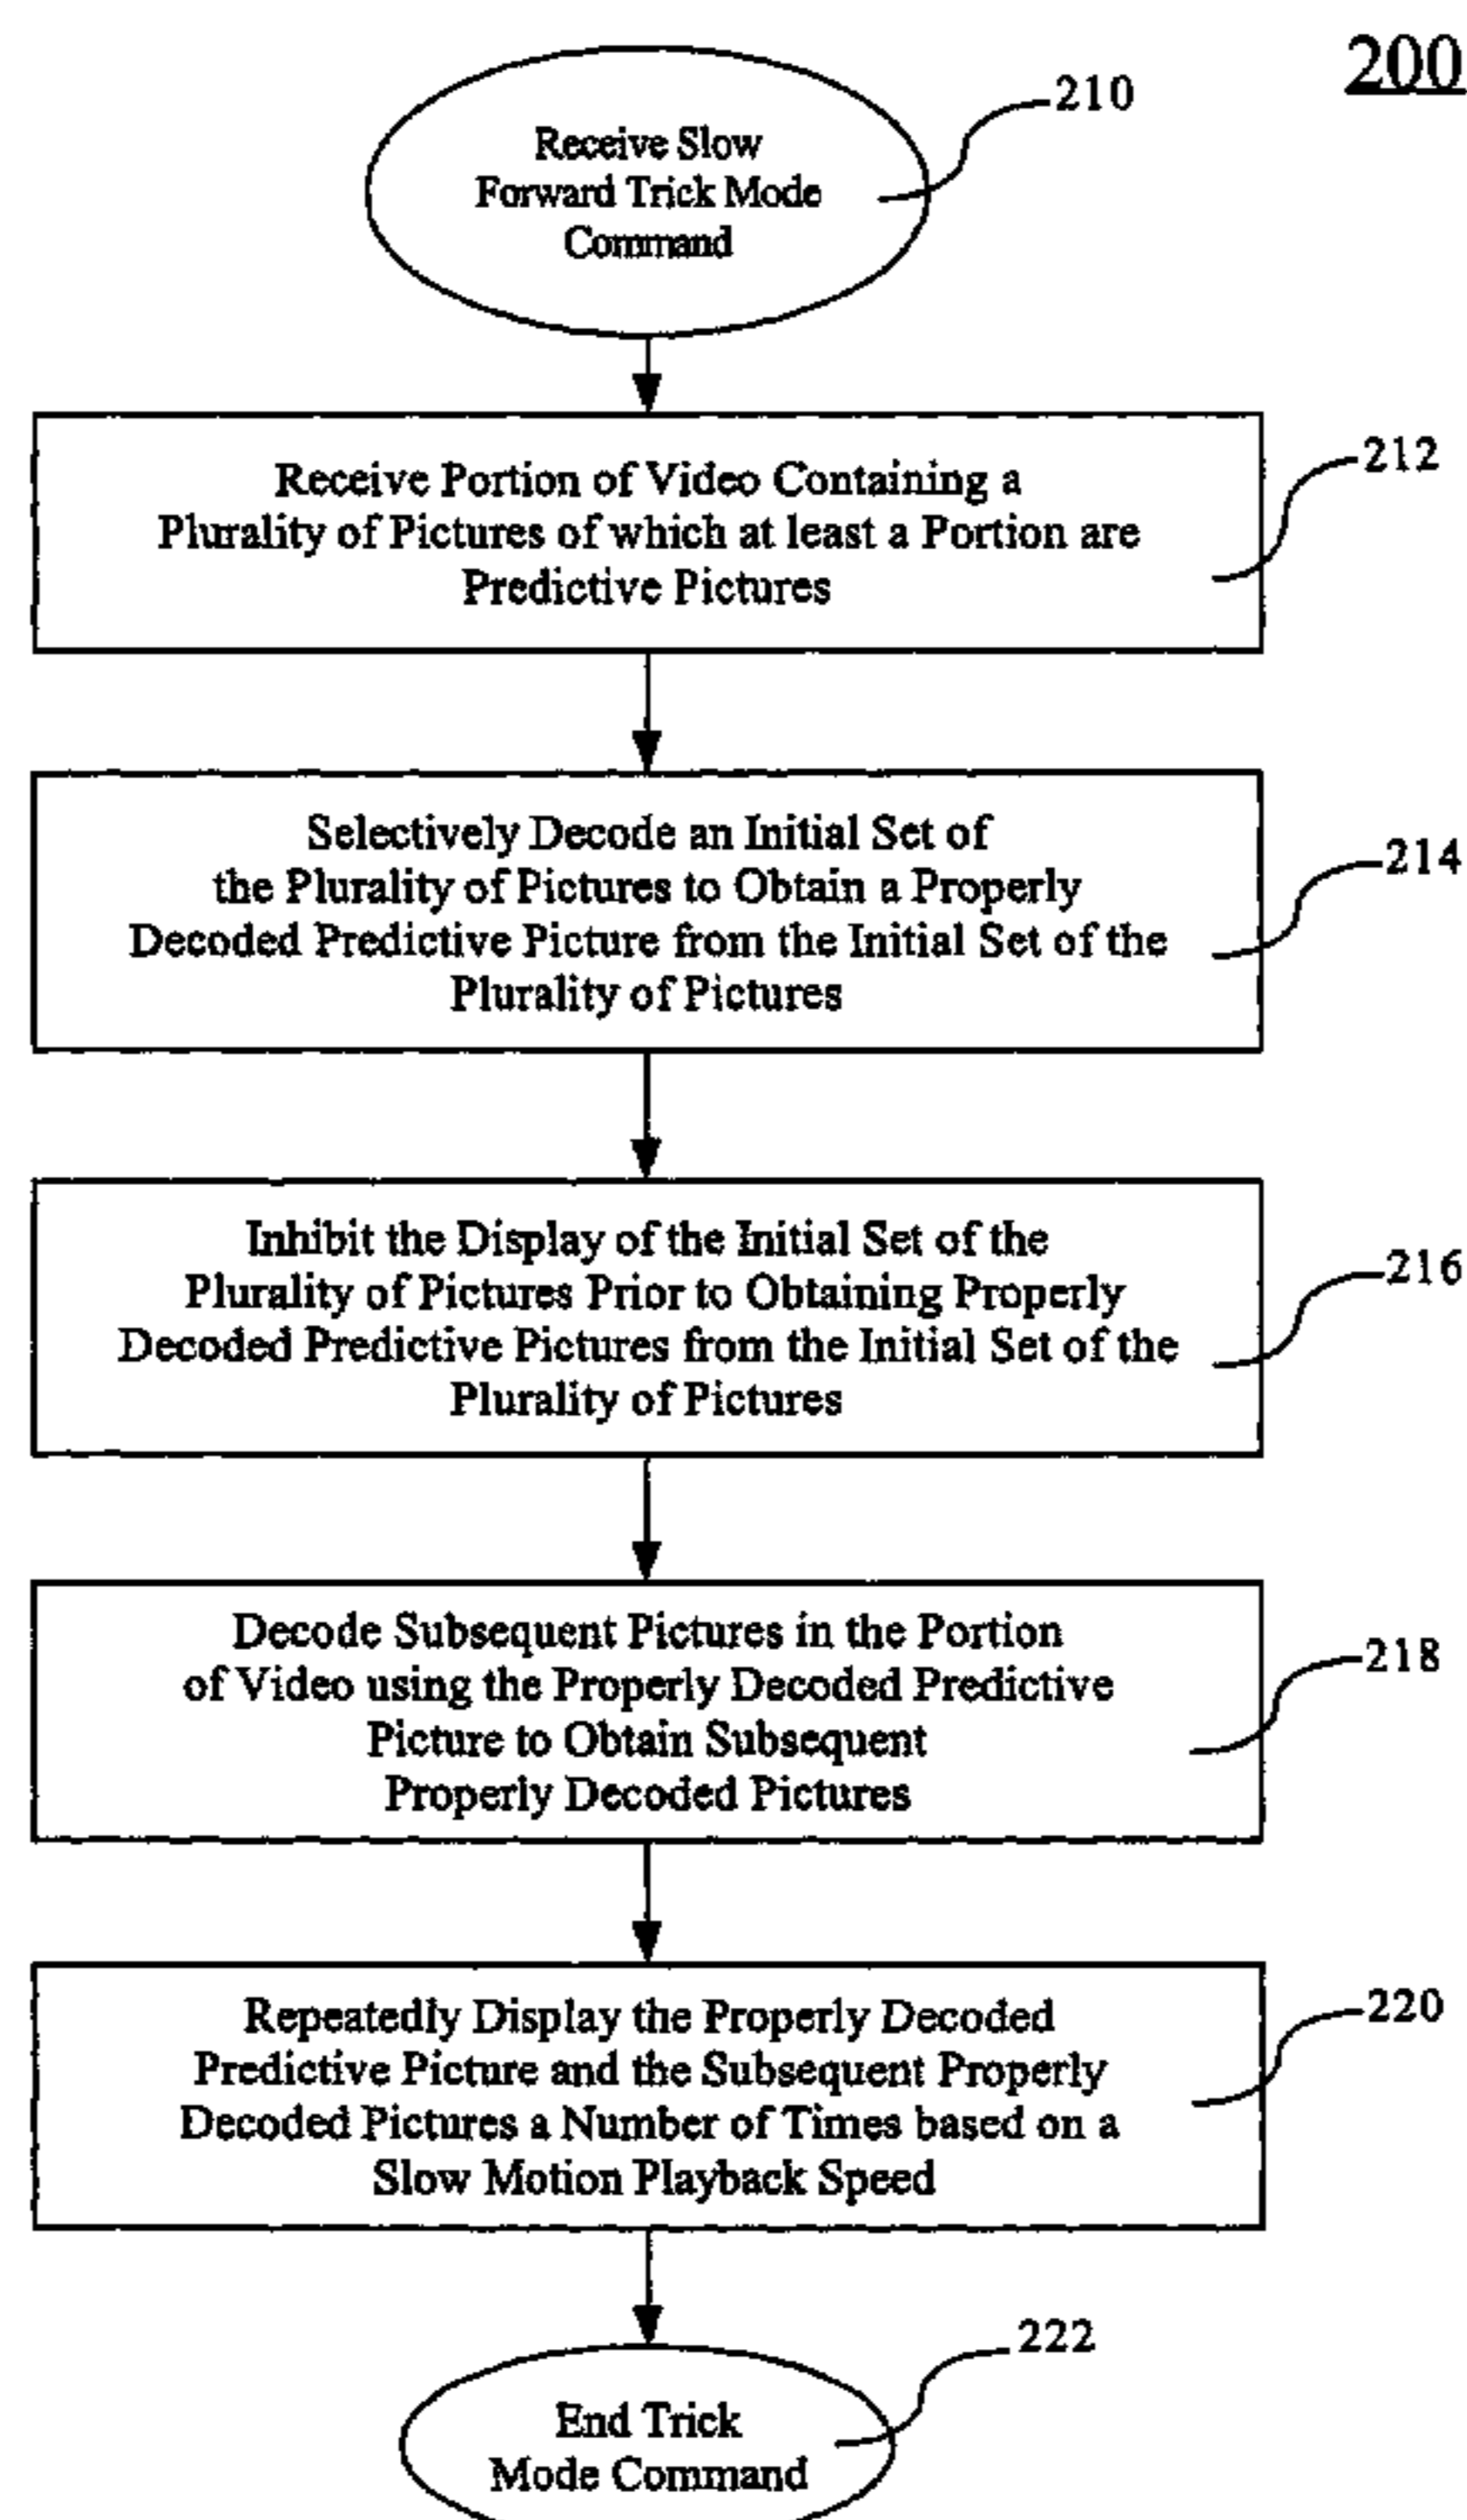 200
210
Receive Slow
Forward Trick Mode
Command
212
Receive Portion of Video Containing a
Plurality of Pictures of which at least a Portion are
Predictive Pictures
214
Selectively Decode an Initial Set of
the Plurality of Pictures to Obtain a Properly
Decoded Predictive Picture from the Initial Set of the
Plurality of Pictures
216
Inhibit the Display of the Initial Set of the
Plurality of Pictures Prior to Obtaining Properly
Decoded Predictive Pictures from the Initial Set of the
Plurality of Pictures
218
Decode Subsequent Pictures in the Portion
of Video using the Properly Decoded Predictive
Picture to Obtain Subsequent
Properly Decoded Pictures
220
Repeatedly Display the Properly Decoded
Predictive Picture and the Subsequent Properly
Decoded Pictures a Number of Times based on a
Slow Motion Playback Speed
222
End Trick
Mode Command